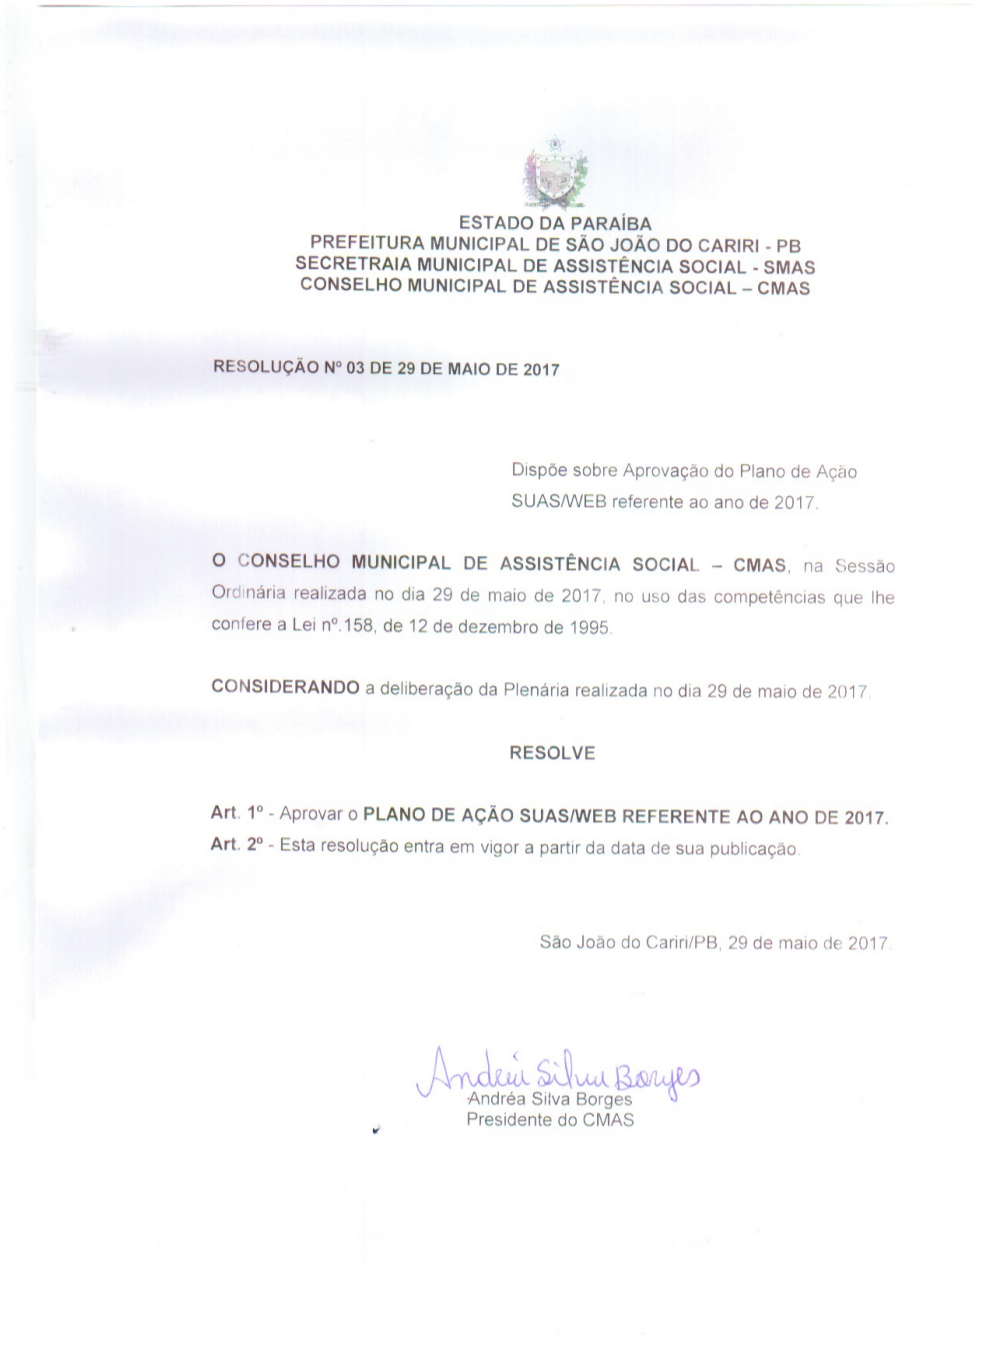 ESTADO DA PARAÍBA
PREFEITURA MUNICIPAL DE SÃO JOÃO DO CARIRI - PB
SECRETRAIA MUNICIPAL DE ASSISTÊNCIA SOCIAL - SMAS
CONSELHO MUNICIPAL DE ASSISTÊNCIA SOCIAL – CMAS
RESOLUÇÃO Nº 03 DE 29 DE MAIO DE 2017
Dispõe sobre Aprovação do Plano de Ação
SUAS/WEB referente ao ano de 2017.
O CONSELHO MUNICIPAL DE ASSISTÊNCIA SOCIAL – CMAS, na Sessão
Ordinária realizada no dia 29 de maio de 2017, no uso das competências que lhe
confere a Lei nº.158, de 12 de dezembro de 1995.
CONSIDERANDO a deliberação da Plenária realizada no dia 29 de maio de 2017.
RESOLVE
Art. 1º - Aprovar o PLANO DE AÇÃO SUAS/WEB REFERENTE AO ANO DE 2017.
Art. 2º - Esta resolução entra em vigor a partir da data de sua publicação.
São João do Cariri/PB, 29 de maio de 2017.
Andréa Silva Borges
Andréa Silva Borges
Presidente do CMAS